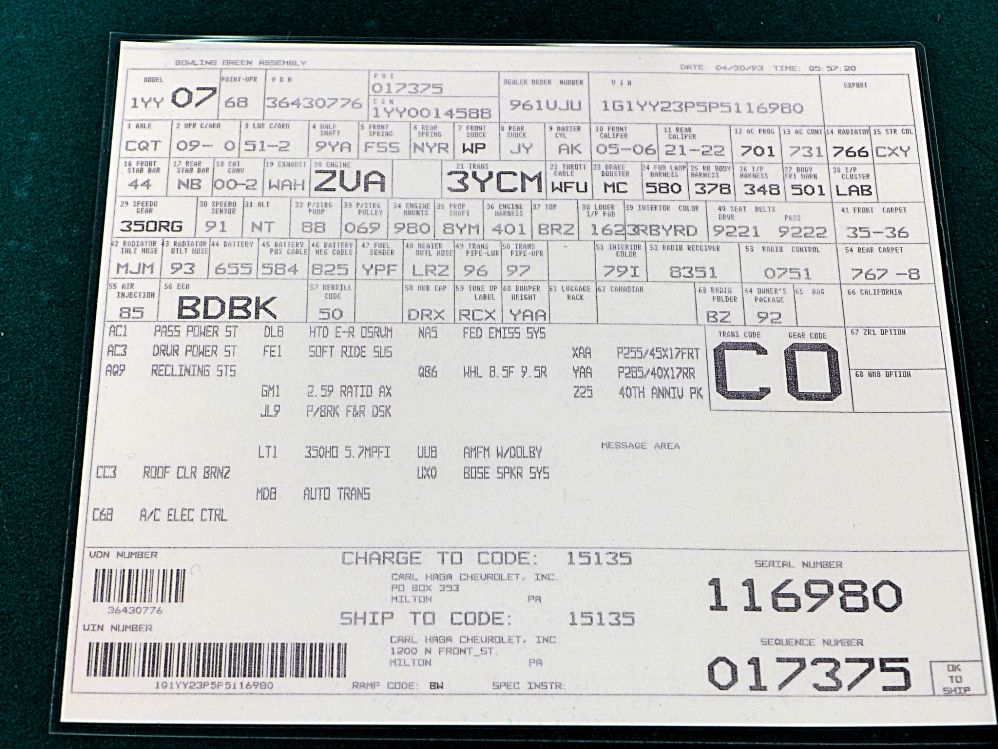 BOWLING GREEN ASSEMBLY
DATE: 04/30/93 TIME: 05:57:20
MODEL PAINT-UPR VON PVI 017375 DEALER ORDER NUMBER VIN EXPORT
1YY 07 68 36430776 CSN 1YY0014588 961UJU 1G1YY23P5P5116980
1 AXLE 2 UPR C/ARM 3 LWR C/ARM 4 HALF SHAFT 5 FRONT SPRING 6 REAR SPRING 7 FRONT SHOCK 8 REAR SHOCK 9 MASTER CYL 10 FRONT CALIPER 11 REAR CALIPER 12 AC PROG 13 AC CONT 14 RADIATOR 15 STR COL
CQT 09- 0 51-2 9YA FSS NYR WP JY AK 05-06 21-22 701 731 766 CXY
16 FRONT STAB BAR 17 REAR STAB BAR 18 CAT CONV 19 EXHAUST 20 ENGINE 21 TRANS 22 THROTT CABLE 23 BRAKE BOOSTER 24 FWD LAMP HARNESS 25 RR BODY HARNESS 26 I/P HARNESS 27 BODY FRT HARN 28 I/P CLUSTER
44 NB 00-2 WAH ZVA 3YCM WFU MC 580 378 348 501 LAB
29 SPEEDO GEAR 30 SPEEDO SENSOR 31 ALT 32 P/STRG PUMP 33 P/STRG PULLEY 34 ENGINE MOUNTS 35 PROP SHAFT 36 ENGINE HARNESS 37 TOP 38 LOWER I/P PAD 39 INTERIOR COLOR 40 SEAT BELTS DRVR PASS 41 FRONT CARPET
350RG 91 NT 88 069 980 8YM 401 BRZ 1623RBYRD 9221 9222 35-36
42 RADIATOR INLT HOSE 43 RADIATOR OTLT HOSE 44 BATTERY 45 BATTERY POS CABLE 46 BATTERY NEG CABLE 47 FUEL SENDER 48 HEATER OUTL HOSE 49 TRANS PIPE-LWR 50 TRANS PIPE-UPR - 51 INTERIOR COLOR 52 RADIO RECEIVER 53 RADIO CONTROL 54 REAR CARPET
MJM 93 655 584 825 YPF LRZ 96 97 79I 8351 0751 767 -8
55 AIR INJECTION 56 ECM 57 MERRILL CODE 58 HUB CAP 59 TUNE UP LABEL 60 BUMPER HEIGHT 61 LUGGAGE RACK 62 CANADIAN 63 RADIO FOLDER 64 OWNER'S PACKAGE 65 BAG 66 CALIFORNIA
85 BDBK 50 DRX RCX YAA BZ 92
AC1 PASS POWER ST DL8 HTD E-R DSRUM NA5 FED EMISS SYS TRANS CODE GEAR CODE 67 ZR1 OPTION
AC3 DRVR POWER ST FE1 SOFT RIDE SUS XAA P255/45X17FRT
AQ9 RECLINING STS QB6 WHL 8.5F 9.5R YAA P285/40X17RR CO 68 NMB OPTION
GM1 2.59 RATIO AX Z25 40TH ANNIV PK
JL9 P/BRK F&R DSK
MESSAGE AREA
LT1 350HO 5.7MPFI UU8 AMFM W/DOLBY
CC3 ROOF CLR BRNZ UX0 BOSE SPKR SYS
MD8 AUTO TRANS
C68 A/C ELEC CTRL
VON NUMBER
CHARGE TO CODE: 15135
SERIAL NUMBER
CARL HAGA CHEVROLET, INC.
PO BOX 353
MILTON PA
116980
36430776
SHIP TO CODE: 15135
VIN NUMBER
CARL HAGA CHEVROLET, INC.
1200 N FRONT_ST.
MILTON PA
SEQUENCE NUMBER
017375
OK TO SHIP
1G1YY23P5P5116980
RAMP CODE: BW SPEC INSTR: